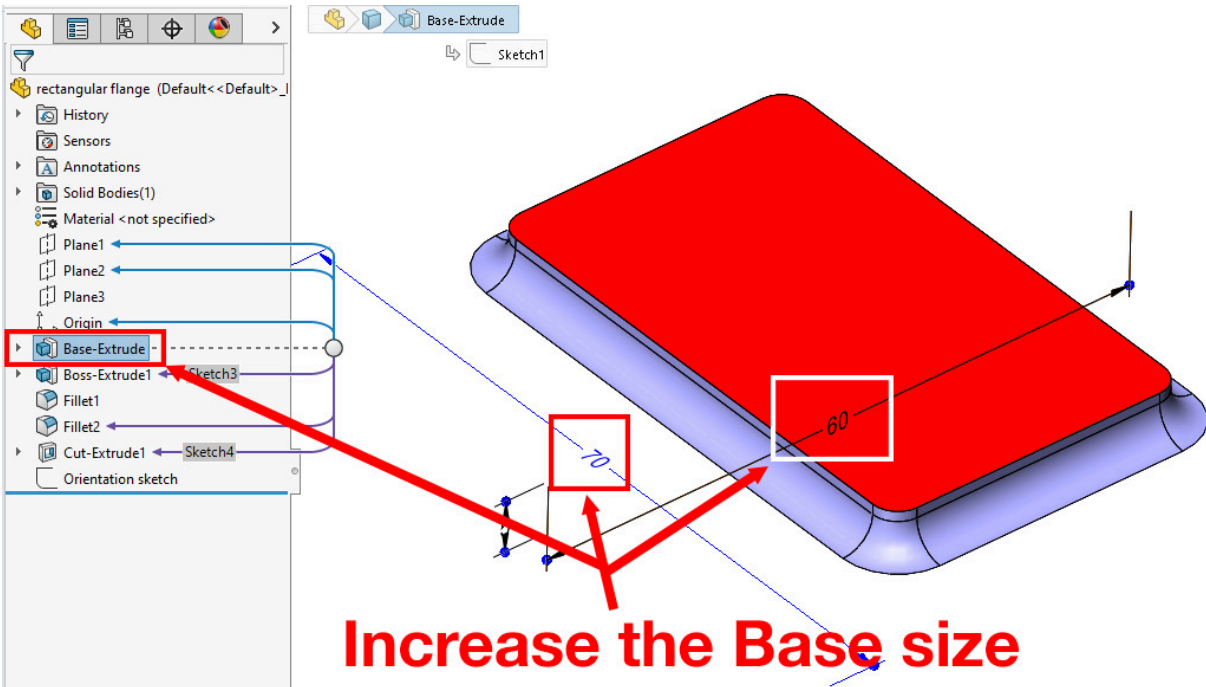 Base-Extrude
Sketch1
rectangular flange (Default<<Default>_
History
Sensors
Annotations
Solid Bodies(1)
Material <not specified>
Plane1
Plane2
Plane3
Origin
Base-Extrude
Boss-Extrude1 Sketch3
Fillet1
Fillet2
Cut-Extrude1 Sketch4
Orientation sketch
60
70
Increase the Base size